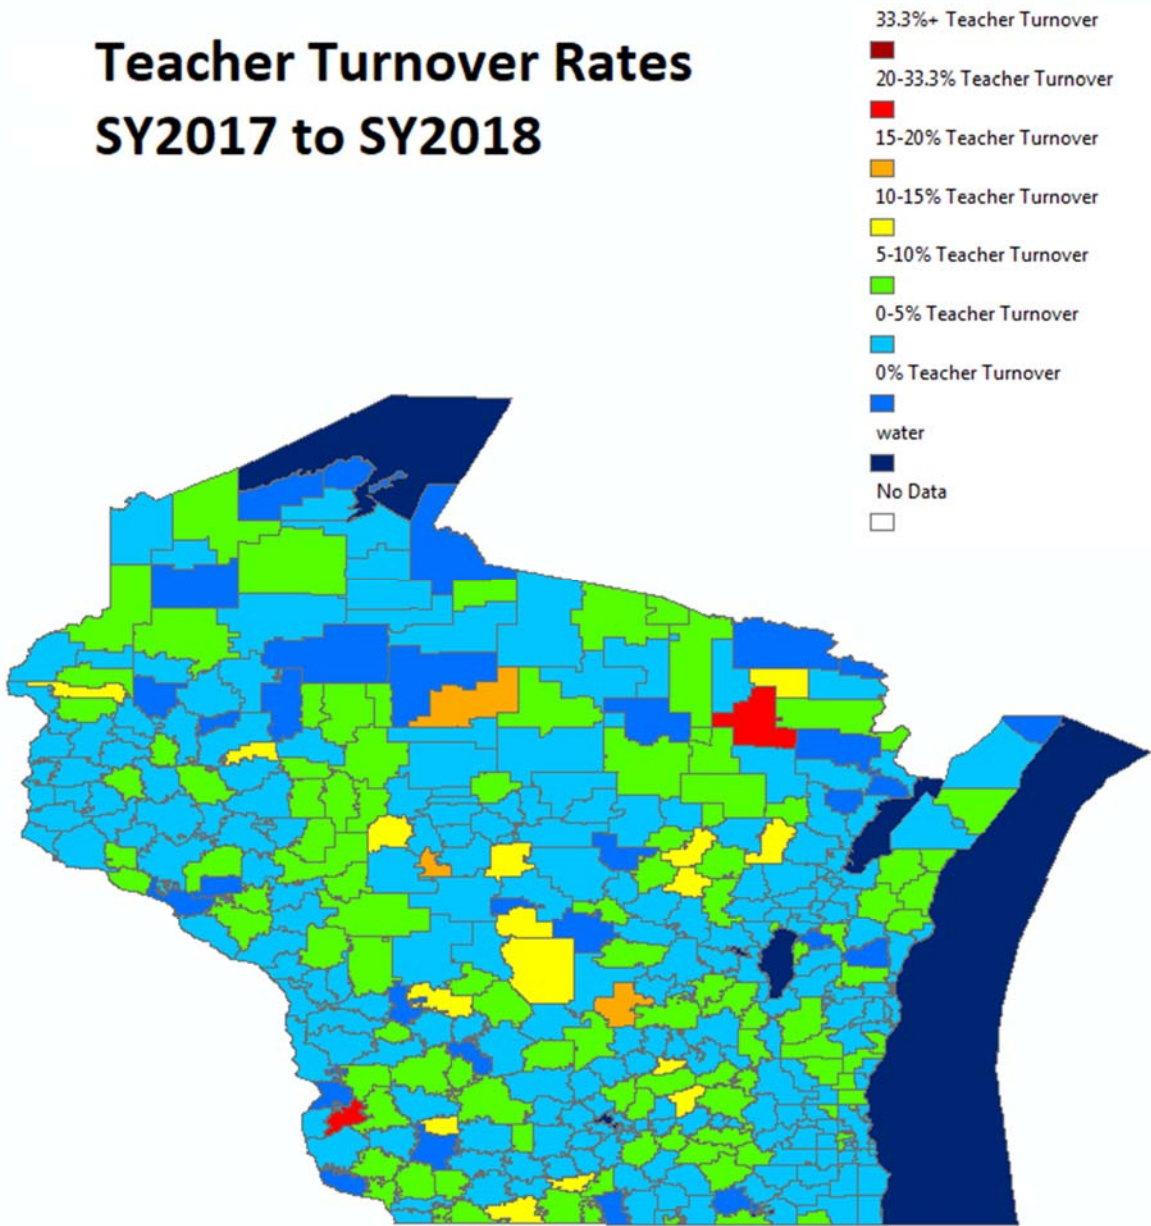 Teacher Turnover Rates
SY2017 to SY2018
33.3%+ Teacher Turnover
20-33.3% Teacher Turnover
15-20% Teacher Turnover
10-15% Teacher Turnover
5-10% Teacher Turnover
0-5% Teacher Turnover
0% Teacher Turnover
water
No Data